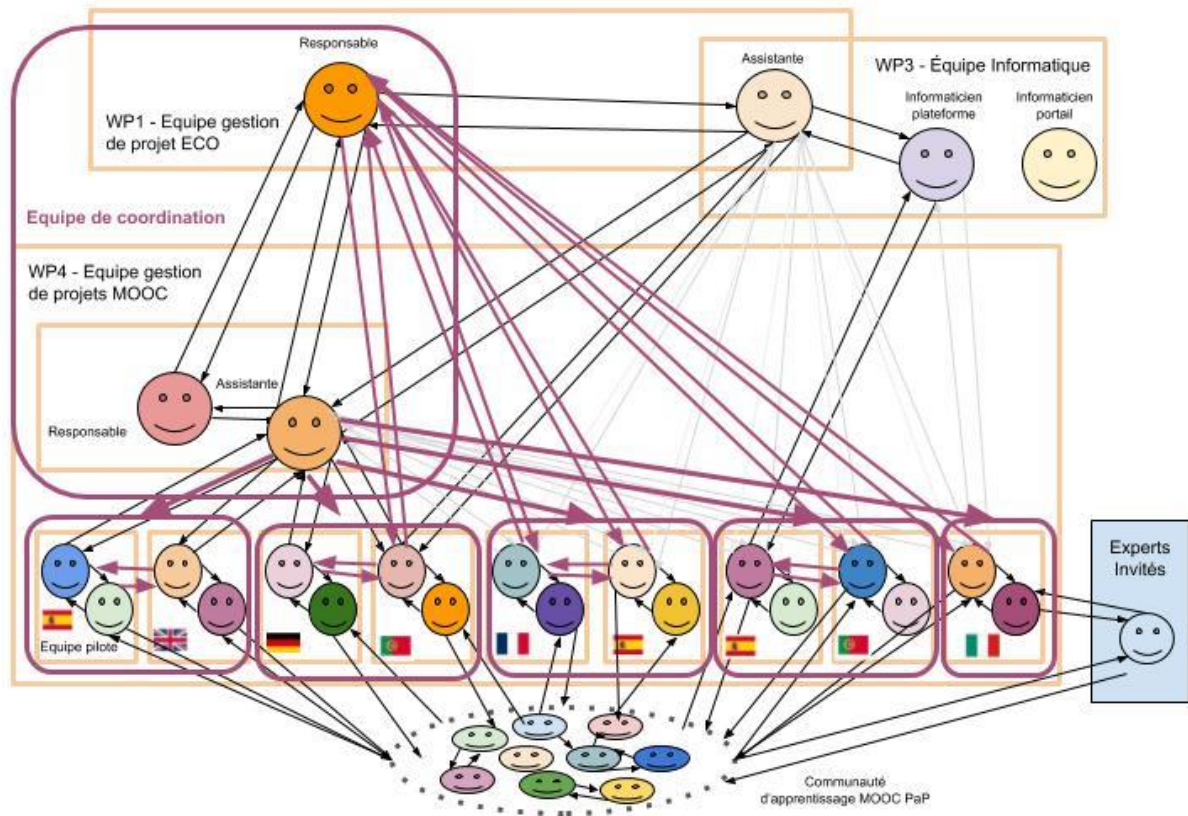 Responsable
WP1 - Equipe gestion
de projet ECO
Assistante
WP3 - Équipe Informatique
Informaticien
plateforme
Informaticien
portail
Equipe de coordination
WP4 - Equipe gestion
de projets MOOC
Assistante
Responsable
Equipe pilote
Experts
Invités
Communauté
d'apprentissage MOOC PaP